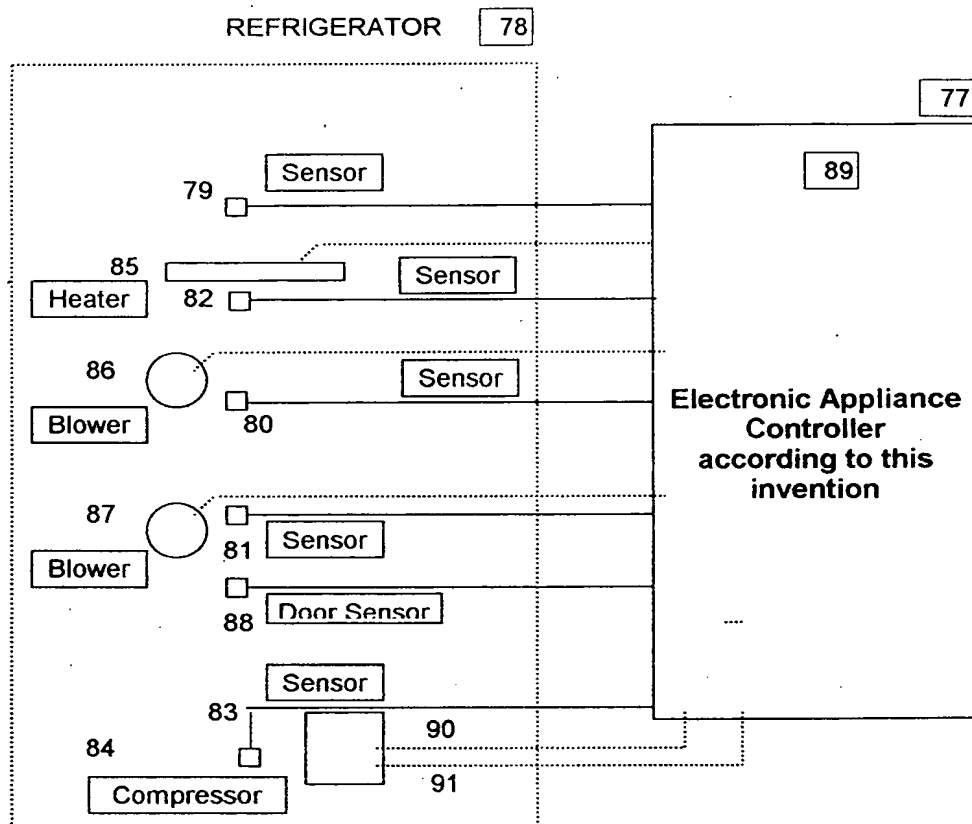 REFRIGERATOR 78
77
89
Sensor
79
85
Sensor
Heater
82
86
Sensor
Blower
80
Electronic Appliance
Controller
according to this
invention
87
81
Sensor
Blower
88
Door Sensor
Sensor
83
90
84
91
Compressor